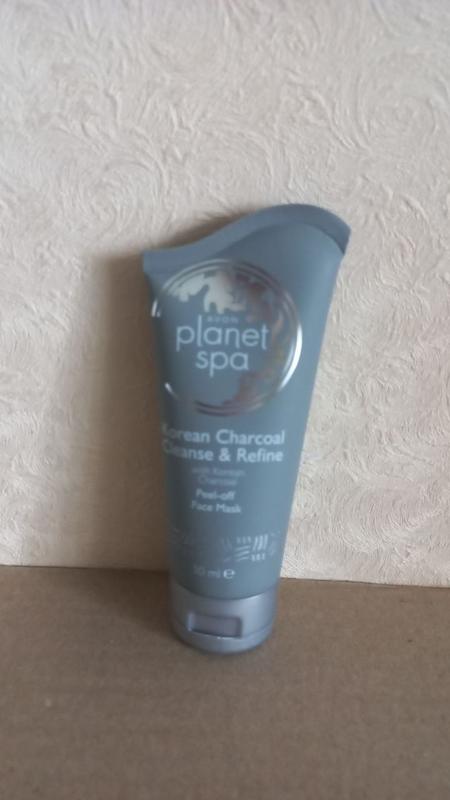 AVON
planet
spa
Korean Charcoal
Cleanse & Refine
with Korean
Charcoal
Peel-off
Face Mask
50 ml e